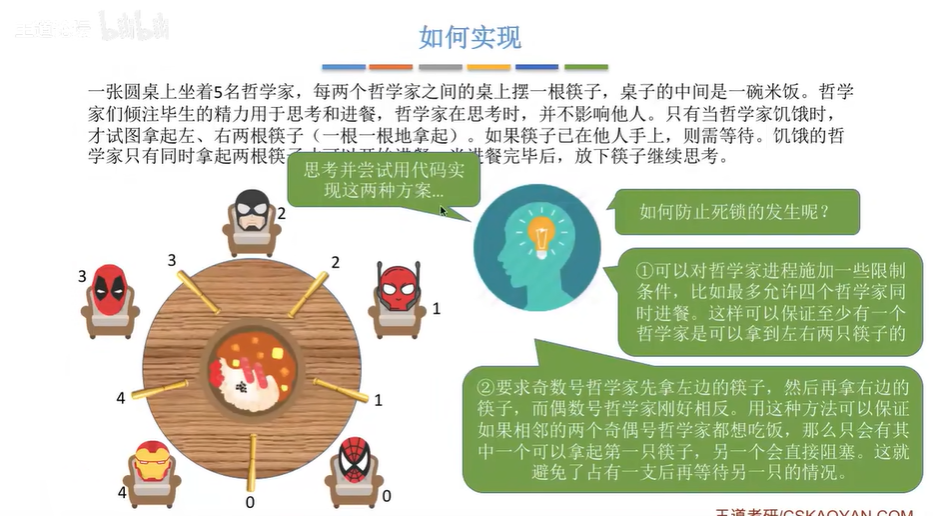 bilibili
如何实现
一张圆桌上坐着5名哲学家，每两个哲学家之间的桌上摆一根筷子，桌子的中间是一碗米饭。哲学
家们倾注毕生的精力用于思考和进餐，哲学家在思考时，并不影响他人。只有当哲学家饥饿时，
才试图拿起左、右两根筷子（一根一根地拿起）。如果筷子已在他人手上，则需等待。饥饿的哲
学家只有同时拿起两根筷子
进餐完毕后，放下筷子继续思考。
思考并尝试用代码实
现这两种方案...
如何防止死锁的发生呢？
①可以对哲学家进程施加一些限制
条件，比如最多允许四个哲学家同
时进餐。这样可以保证至少有一个
哲学家是可以拿到左右两只筷子的
②要求奇数号哲学家先拿左边的筷子，然后再拿右边的
筷子，而偶数号哲学家刚好相反。用这种方法可以保证
如果相邻的两个奇偶号哲学家都想吃饭，那么只会有其
中一个可以拿起第一只筷子，另一个会直接阻塞。这就
避免了占有一支后再等待另一只的情况。
2
3
2
3
1
4
1
4
0
0
王道考研/CSKAOYAN.COM